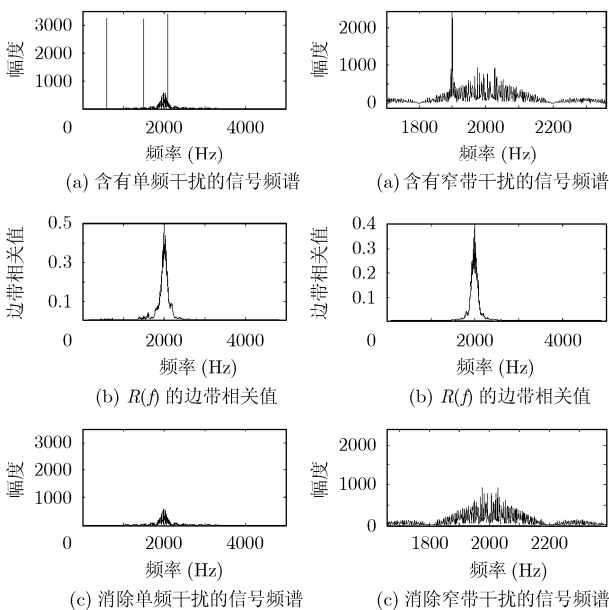 3000
2000
1000
幅度
0
2000
4000
频率 (Hz)
(a) 含有单频干扰的信号频谱
2000
1000
0
幅度
1800
2000
2200
频率 (Hz)
(a) 含有窄带干扰的信号频谱
0.5
0.3
0.1
边带相关值
0
2000
4000
频率 (Hz)
(b) R(f) 的边带相关值
0.4
0.3
0.2
0.1
边带相关值
0
2000
4000
频率 (Hz)
(b) R(f) 的边带相关值
3000
2000
1000
幅度
0
2000
4000
频率 (Hz)
(c) 消除单频干扰的信号频谱
2000
1000
0
幅度
1800
2000
2200
频率 (Hz)
(c) 消除窄带干扰的信号频谱